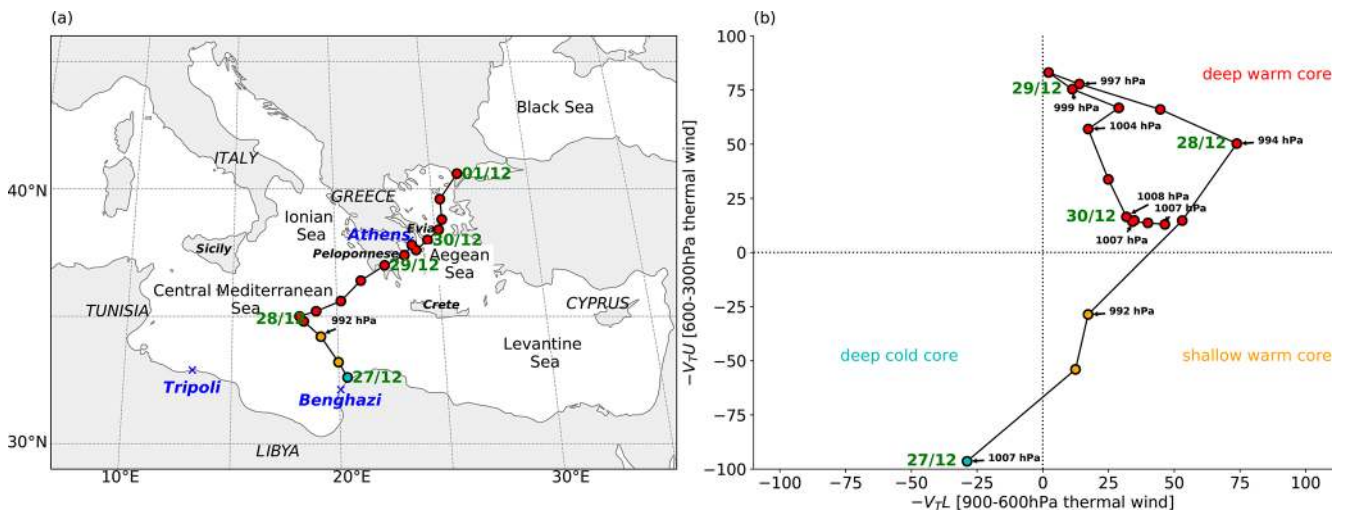 (a)
Black Sea
ITALY
40°N
GREECE
01/12
Ionian
Sea
Athens
Evia
30/12
Sicily
Peloponnese
Aegean
Sea
29/12
TUNISIA
Central Mediterranean
Sea
Crete
CYPRUS
28/12
992 hPa
Levantine
Sea
27/12
Tripoli
Benghazi
30°N
LIBYA
10°E
20°E
30°E
(b)
−V_TU [600-300hPa thermal wind]
100
75
50
25
0
−25
−50
−75
−100
deep warm core
997 hPa
29/12
999 hPa
1004 hPa
28/12
994 hPa
1008 hPa
30/12
1007 hPa
1007 hPa
992 hPa
deep cold core
shallow warm core
27/12
1007 hPa
−100
−75
−50
−25
0
25
50
75
100
−V_TL [900-600hPa thermal wind]